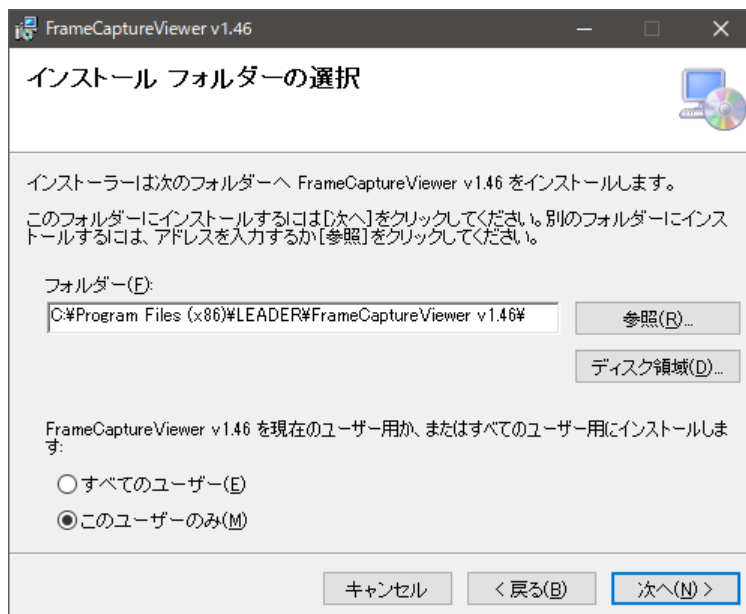 FrameCaptureViewer v1.46
インストール フォルダーの選択
インストーラーは次のフォルダーへ FrameCaptureViewer v1.46 をインストールします。
このフォルダーにインストールするには[次へ]をクリックしてください。別のフォルダーにインス
トールするには、アドレスを入力するか[参照]をクリックしてください。
フォルダー(F):
C:¥Program Files (x86)¥LEADER¥FrameCaptureViewer v1.46¥
参照(R)...
ディスク領域(D)...
FrameCaptureViewer v1.46 を現在のユーザー用か、またはすべてのユーザー用にインストールしま
す:
すべてのユーザー(E)
このユーザーのみ(M)
キャンセル
< 戻る(B)
次へ(N) >